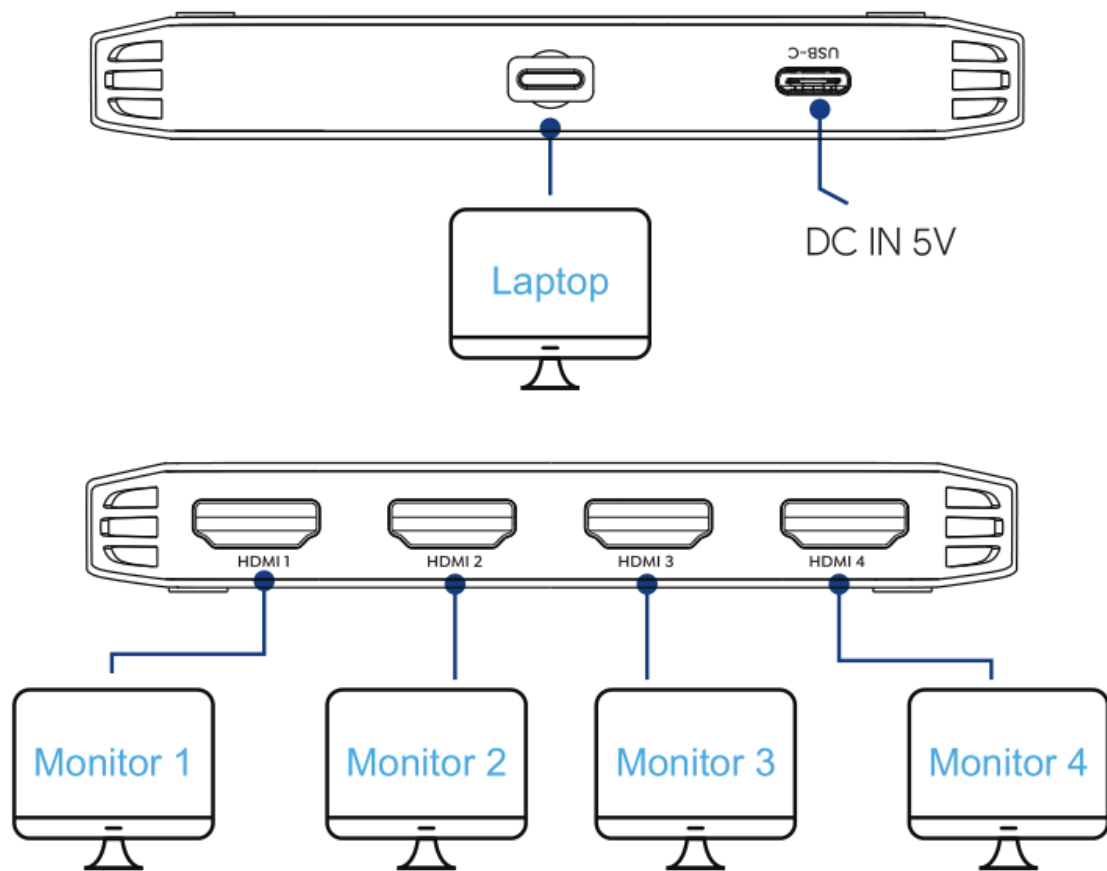 USB-C
Laptop
DC IN 5V
HDMI 1
HDMI 2
HDMI 3
HDMI 4
Monitor 1
Monitor 2
Monitor 3
Monitor 4